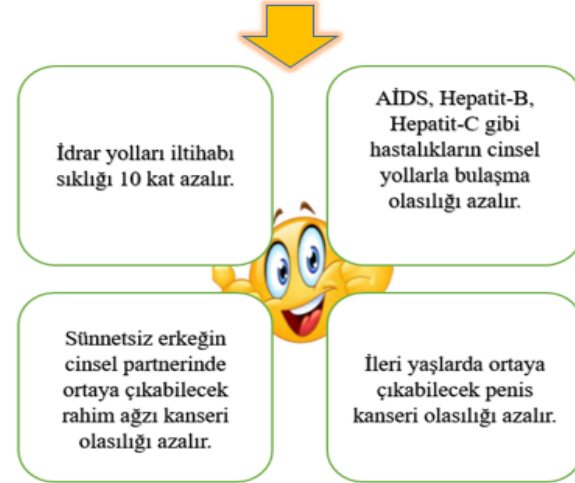 İdrar yolları iltihabı
sıklığı 10 kat azalır.
AİDS, Hepatit-B,
Hepatit-C gibi
hastalıkların cinsel
yollarla bulaşma
olasılığı azalır.
Sünnetsiz erkeğin
cinsel partnerinde
ortaya çıkabilecek
rahim ağzı kanseri
olasılığı azalır.
İleri yaşlarda ortaya
çıkabilecek penis
kanseri olasılığı azalır.